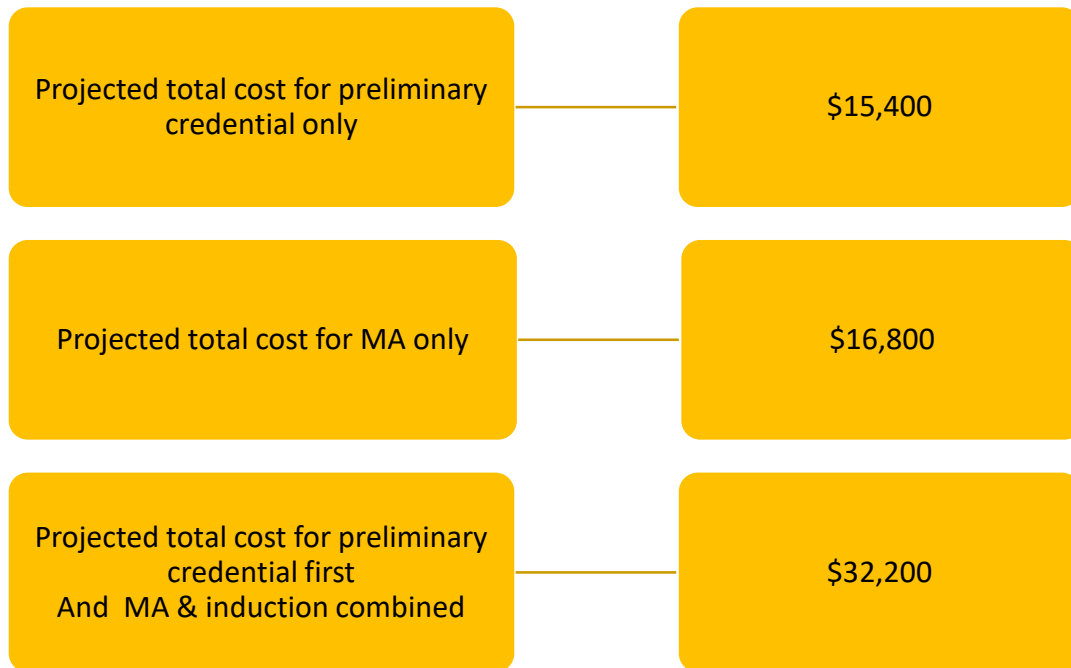 Projected total cost for preliminary
credential only
$15,400
Projected total cost for MA only
$16,800
Projected total cost for preliminary
credential first
And MA & induction combined
$32,200